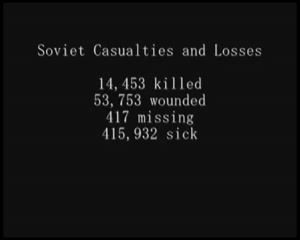 Soviet Casualties and Losses
14,453 killed
53,753 wounded
417 missing
415,932 sick